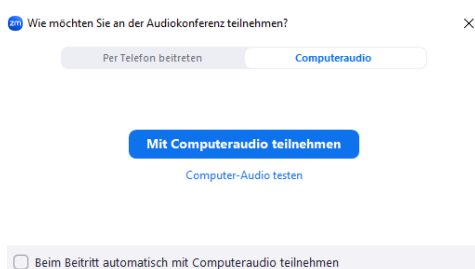 zm Wie möchten Sie an der Audiokonferenz teilnehmen?
Per Telefon beitreten Computeraudio
Mit Computeraudio teilnehmen
Computer-Audio testen
Beim Beitritt automatisch mit Computeraudio teilnehmen